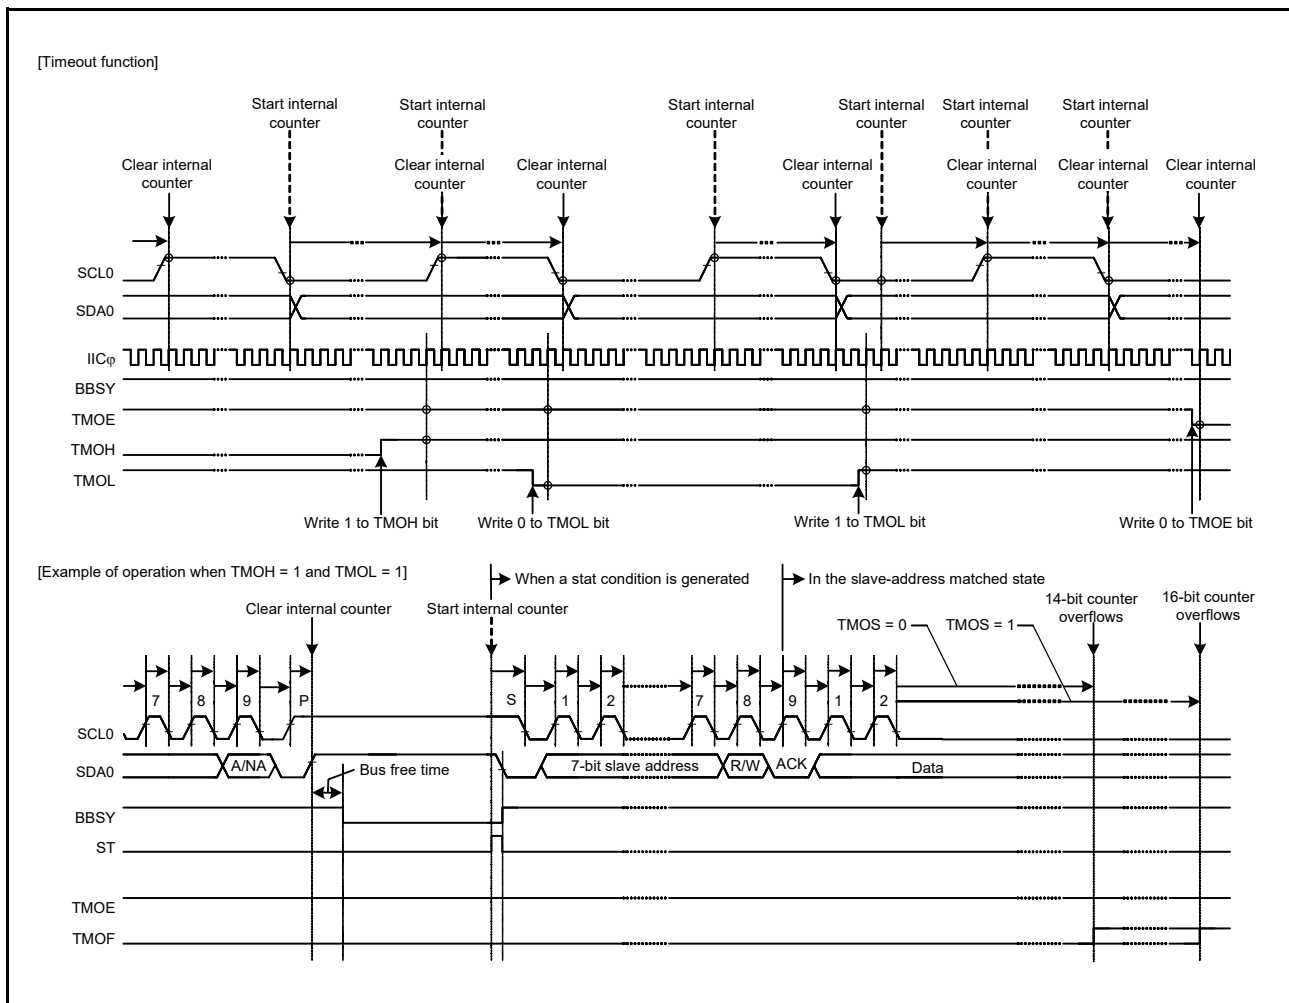 [Timeout function]
Start internal counter
Start internal counter
Start internal counter
Start internal counter
Start internal counter
Start internal counter
Clear internal counter
Clear internal counter
Clear internal counter
Clear internal counter
Clear internal counter
Clear internal counter
Clear internal counter
SCL0
SDA0
IICφ
BBSY
TMOE
TMOH
TMOL
Write 1 to TMOH bit
Write 0 to TMOL bit
Write 1 to TMOL bit
Write 0 to TMOE bit
[Example of operation when TMOH = 1 and TMOL = 1]
When a stat condition is generated
In the slave-address matched state
Clear internal counter
Start internal counter
14-bit counter overflows
16-bit counter overflows
TMOS = 0
TMOS = 1
7 8 9 P S 1 2 7 8 9 1 2
SCL0
SDA0
A/NA
Bus free time
7-bit slave address
R/W
ACK
Data
BBSY
ST
TMOE
TMOF